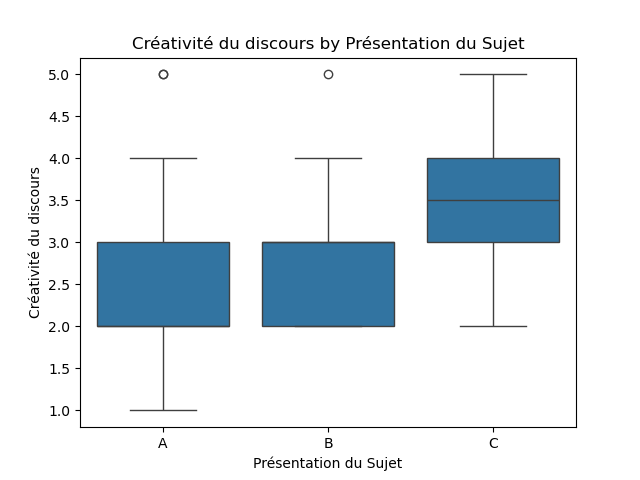 Créativité du discours by Présentation du Sujet
5.0
4.5
4.0
3.5
3.0
2.5
2.0
1.5
1.0
Créativité du discours
A B C
Présentation du Sujet